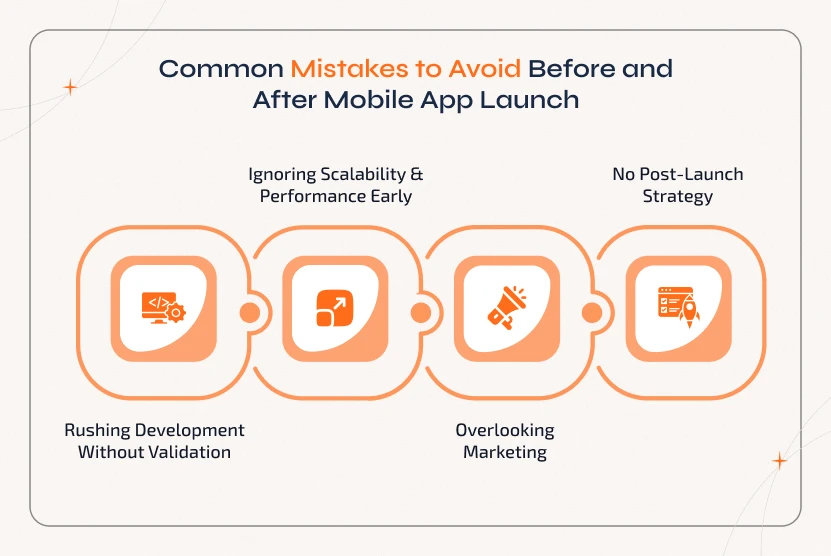 Common Mistakes to Avoid Before and
After Mobile App Launch
Rushing Development
Without Validation
Ignoring Scalability &
Performance Early
Overlooking
Marketing
No Post-Launch
Strategy